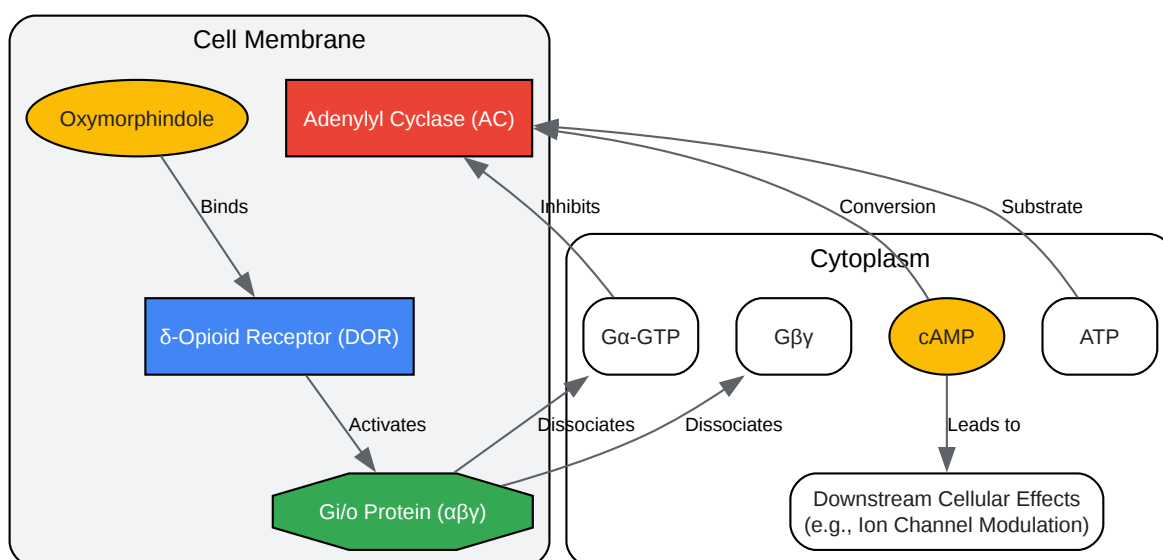 Cell Membrane
Oxymorphindole
Adenylyl Cyclase (AC)
Binds
Inhibits
Conversion
Substrate
Cytoplasm
δ-Opioid Receptor (DOR)
Gα-GTP
Gβγ
cAMP
ATP
Activates
Dissociates
Dissociates
Leads to
Gi/o Protein (αβγ)
Downstream Cellular Effects
(e.g., Ion Channel Modulation)